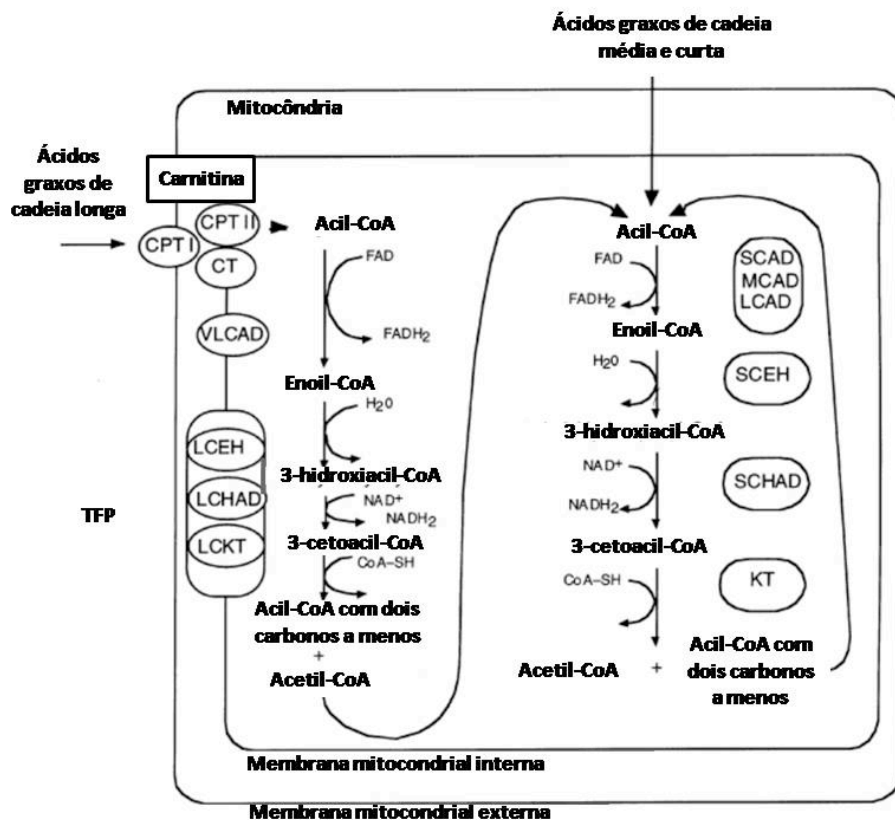 Ácidos graxos de cadeia
média e curta
Mitocôndria
Ácidos
graxos de
cadeia longa
Carnitina
CPT I
CPT II
CT
VLCAD
LCEH
LCHAD
LCKT
TFP
Acil-CoA
FAD
FADH2
Enoil-CoA
H20
3-hidroxiacil-CoA
NAD+
NADH2
3-cetoacil-CoA
CoA-SH
Acil-CoA com dois
carbonos a menos
+
Acetil-CoA
Acil-CoA
FAD
FADH2
Enoil-CoA
H2O
3-hidroxiacil-CoA
NAD+
NADH2
3-cetoacil-CoA
CoA-SH
Acetil-CoA
+
Acil-CoA com
dois carbonos
a menos
SCAD
MCAD
LCAD
SCEH
SCHAD
KT
Membrana mitocondrial interna
Membrana mitocondrial externa